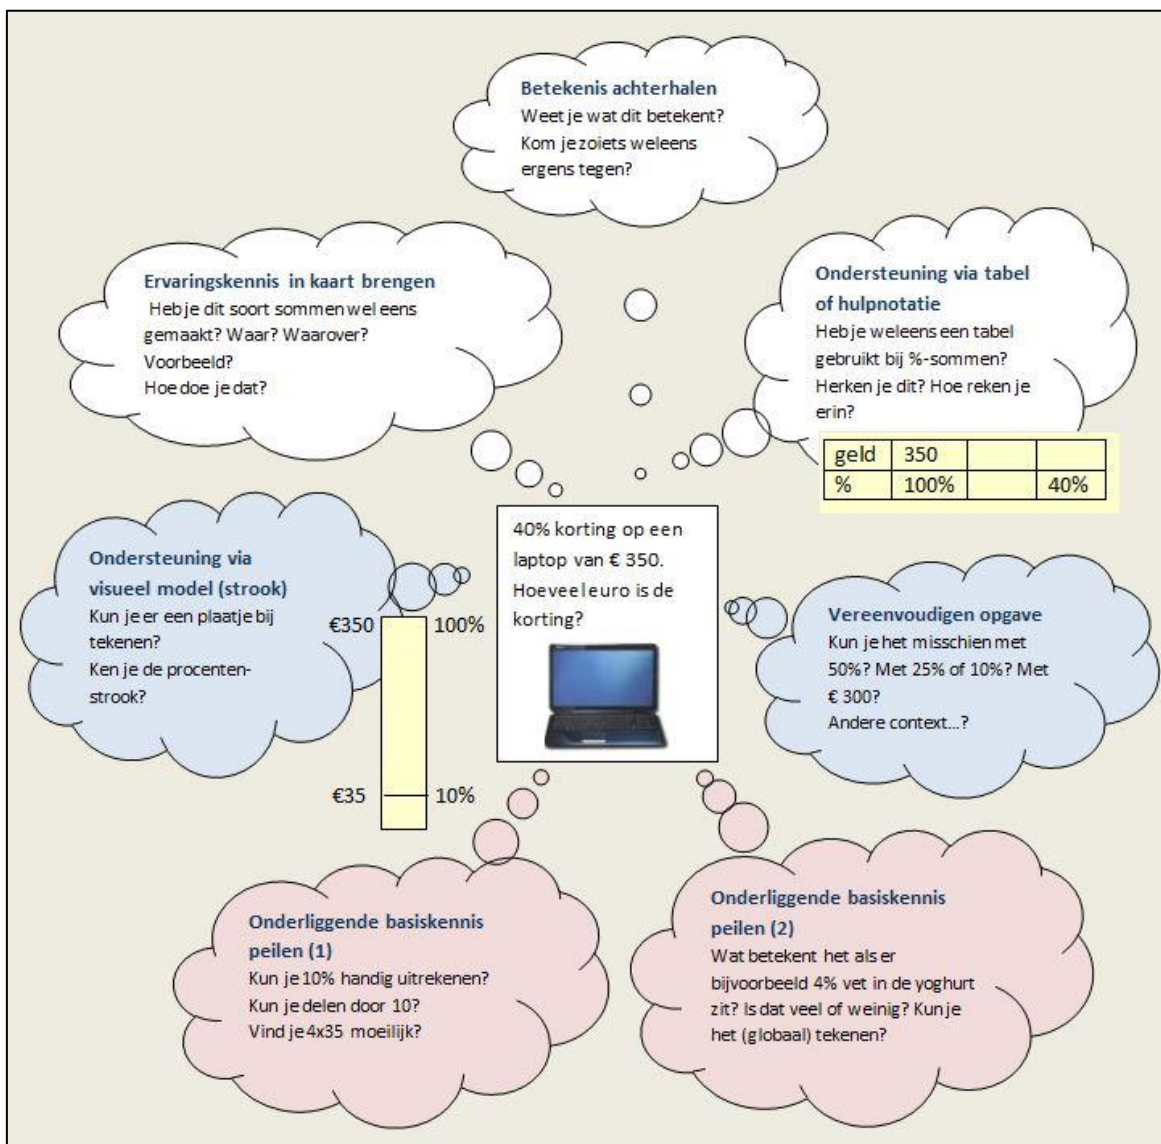 Betekenis achterhalen
Weet je wat dit betekent?
Kom je zoiets weleens
ergens tegen?
Ervaringskennis in kaart brengen
Heb je dit soort sommen wel eens
gemaakt? Waar? Waarover?
Voorbeeld?
Hoe doe je dat?
Ondersteuning via tabel
of hulpnotatie
Heb je weleens een tabel
gebruikt bij %-sommen?
Herken je dit? Hoe reken je
erin?
geld 350
% 100% 40%
Ondersteuning via
visueel model (strook)
Kun je er een plaatje bij
tekenen?
Ken je de procenten-
strook?
€350 100%
€35 10%
40% korting op een
laptop van € 350.
Hoeveel euro is de
korting?
Vereenvoudigen opgave
Kun je het misschien met
50%? Met 25% of 10%? Met
€ 300?
Andere context...?
Onderliggende basiskennis
peilen (1)
Kun je 10% handig uitrekenen?
Kun je delen door 10?
Vind je 4x35 moeilijk?
Onderliggende basiskennis
peilen (2)
Wat betekent het als er
bijvoorbeeld 4% vet in de yoghurt
zit? Is dat veel of weinig? Kun je
het (globaal) tekenen?